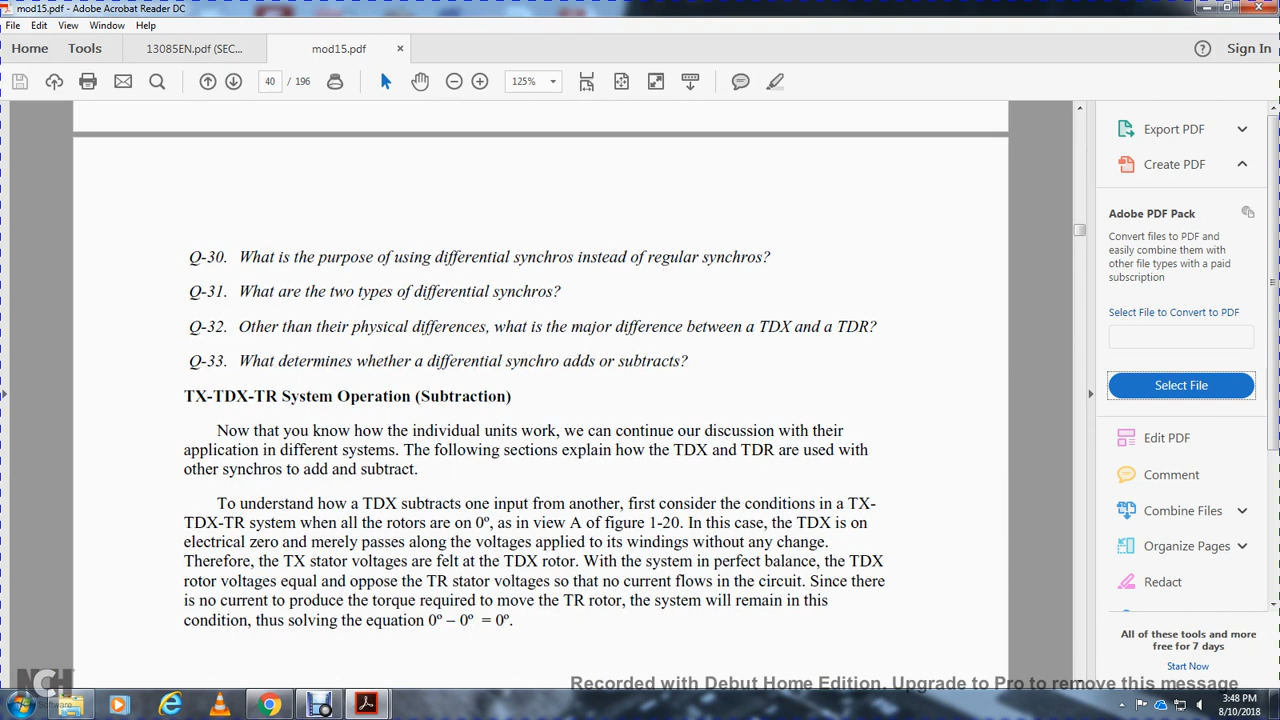 mod15.pdf - Adobe Acrobat Reader DC
File Edit View Window Help
Home Tools 13085EN.pdf (SEC... mod15.pdf × Sign In
40 / 196 125%
Export PDF
Create PDF
Adobe PDF Pack
Convert files to PDF and
easily combine them with
other file types with a paid
subscription
Select File to Convert to PDF
Select File
Edit PDF
Comment
Combine Files
Organize Pages
Redact
All of these tools and more
free for 7 days
Start Now
Q-30. What is the purpose of using differential synchros instead of regular synchros?
Q-31. What are the two types of differential synchros?
Q-32. Other than their physical differences, what is the major difference between a TDX and a TDR?
Q-33. What determines whether a differential synchro adds or subtracts?
TX-TDX-TR System Operation (Subtraction)
Now that you know how the individual units work, we can continue our discussion with their
application in different systems. The following sections explain how the TDX and TDR are used with
other synchros to add and subtract.
To understand how a TDX subtracts one input from another, first consider the conditions in a TX-
TDX-TR system when all the rotors are on 0º, as in view A of figure 1-20. In this case, the TDX is on
electrical zero and merely passes along the voltages applied to its windings without any change.
Therefore, the TX stator voltages are felt at the TDX rotor. With the system in perfect balance, the TDX
rotor voltages equal and oppose the TR stator voltages so that no current flows in the circuit. Since there
is no current to produce the torque required to move the TR rotor, the system will remain in this
condition, thus solving the equation 0º – 0º = 0º.
NCH
Software
Recorded with Debut Home Edition. Upgrade to Pro to remove this message
3:48 PM
8/10/2018